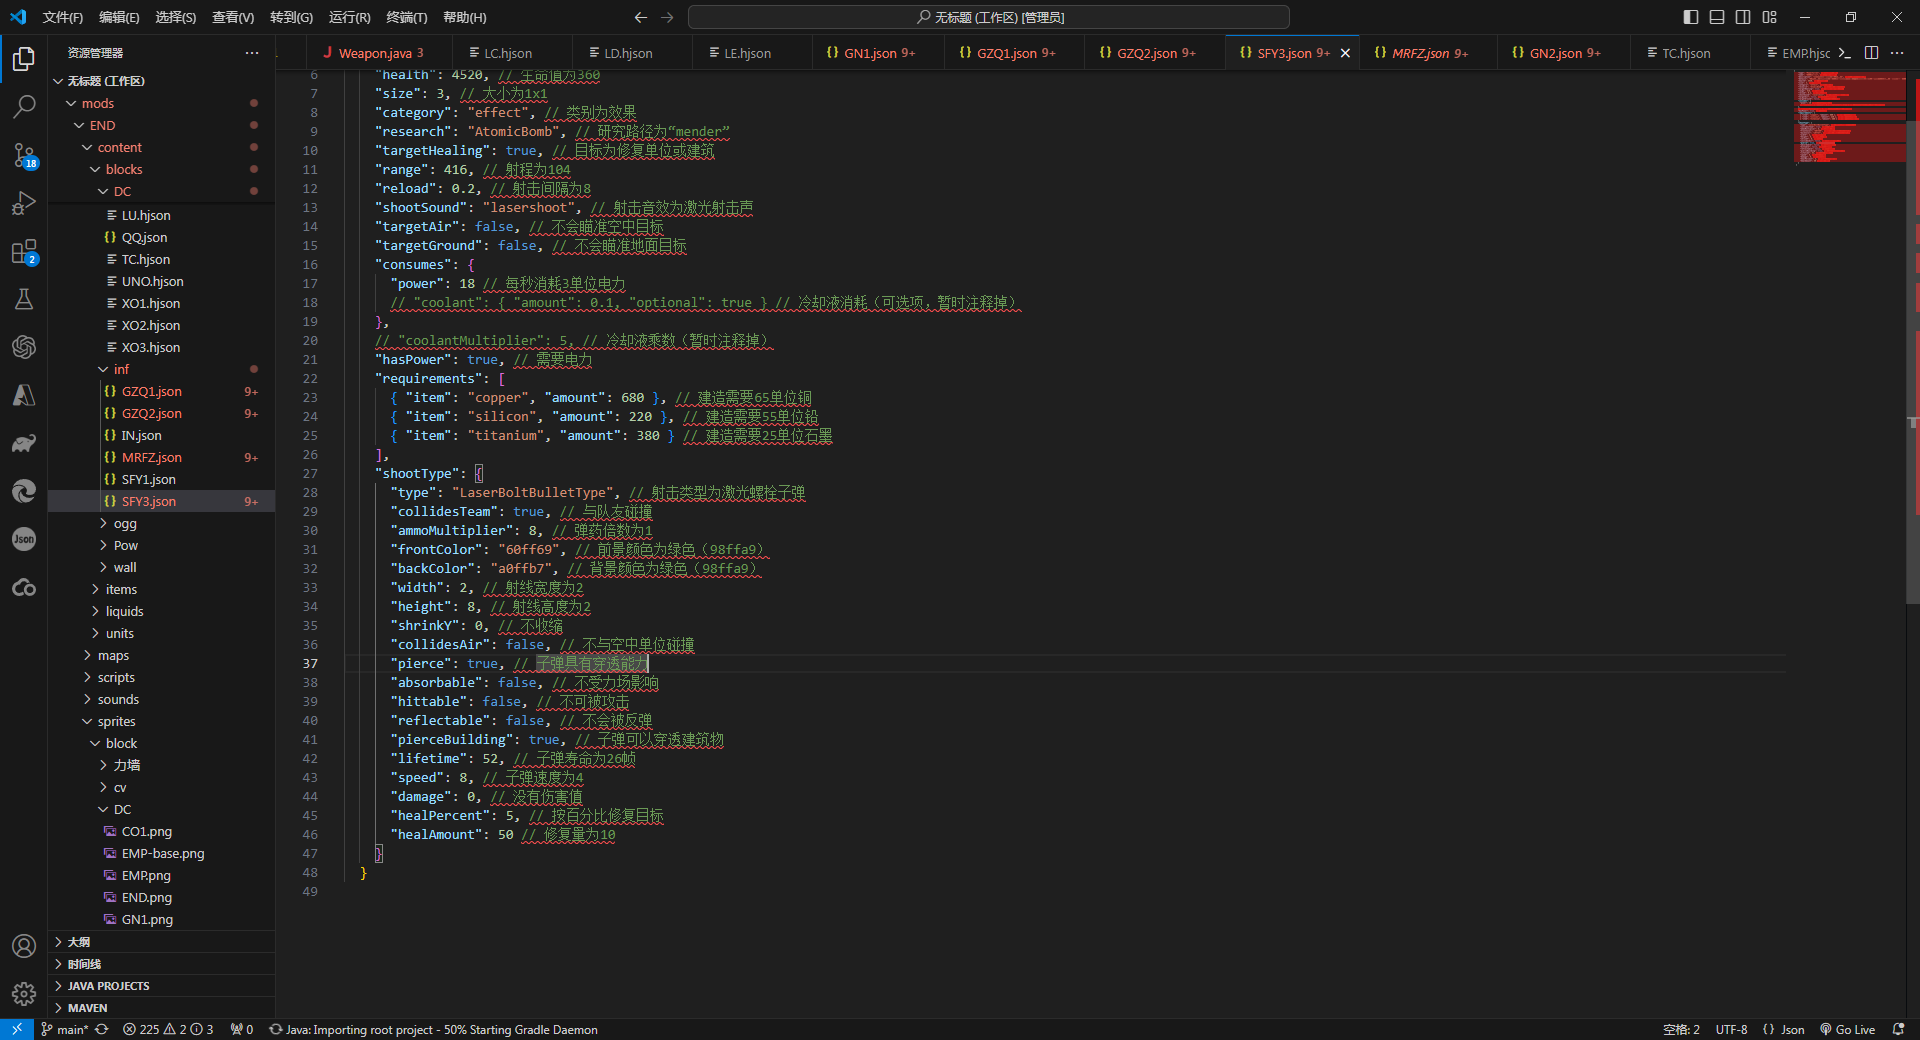 文件(F) 编辑(E) 选择(S) 查看(V) 转到(G) 运行(R) 终端(T) 帮助(H)
无标题 (工作区) [管理员]
资源管理器
Weapon.java 3
LC.hjson
LD.hjson
LE.hjson
GN1.json 9+
GZQ1.json 9+
GZQ2.json 9+
SFY3.json 9+
MRFZ.json 9+
GN2.json 9+
TC.hjson
EMP.hjsc
无标题 (工作区)
mods
END
content
blocks
DC
LU.hjson
QQ.json
TC.hjson
UNO.hjson
XO1.hjson
XO2.hjson
XO3.hjson
inf
GZQ1.json 9+
GZQ2.json 9+
IN.json
MRFZ.json 9+
SFY1.json
SFY3.json 9+
ogg
Pow
wall
items
liquids
units
maps
scripts
sounds
sprites
block
力墙
cv
DC
CO1.png
EMP-base.png
EMP.png
END.png
GN1.png
大纲
时间线
JAVA PROJECTS
MAVEN
18
2
Json
6 "health": 4520, // 生命值为360
7 "size": 3, // 大小为1x1
8 "category": "effect", // 类别为效果
9 "research": "AtomicBomb", // 研究路径为“mender”
10 "targetHealing": true, // 目标为修复单位或建筑
11 "range": 416, // 射程为104
12 "reload": 0.2, // 射击间隔为8
13 "shootSound": "lasershoot", // 射击音效为激光射击声
14 "targetAir": false, // 不会瞄准空中目标
15 "targetGround": false, // 不会瞄准地面目标
16 "consumes": {
17 "power": 18 // 每秒消耗3单位电力
18 // "coolant": { "amount": 0.1, "optional": true } // 冷却液消耗（可选项，暂时注释掉）
19 },
20 // "coolantMultiplier": 5, // 冷却液乘数（暂时注释掉）
21 "hasPower": true, // 需要电力
22 "requirements": [
23 { "item": "copper", "amount": 680 }, // 建造需要65单位铜
24 { "item": "silicon", "amount": 220 }, // 建造需要55单位铅
25 { "item": "titanium", "amount": 380 } // 建造需要25单位石墨
26 ],
27 "shootType": {
28 "type": "LaserBoltBulletType", // 射击类型为激光螺栓子弹
29 "collidesTeam": true, // 与队友碰撞
30 "ammoMultiplier": 8, // 弹药倍数为1
31 "frontColor": "60ff69", // 前景颜色为绿色（98ffa9）
32 "backColor": "a0ffb7", // 背景颜色为绿色（98ffa9）
33 "width": 2, // 射线宽度为2
34 "height": 8, // 射线高度为2
35 "shrinkY": 0, // 不收缩
36 "collidesAir": false, // 不与空中单位碰撞
37 "pierce": true, // 子弹具有穿透能力
38 "absorbable": false, // 不受力场影响
39 "hittable": false, // 不可被攻击
40 "reflectable": false, // 不会被反弹
41 "pierceBuilding": true, // 子弹可以穿透建筑物
42 "lifetime": 52, // 子弹寿命为26帧
43 "speed": 8, // 子弹速度为4
44 "damage": 0, // 没有伤害值
45 "healPercent": 5, // 按百分比修复目标
46 "healAmount": 50 // 修复量为10
47 }
48 }
49
main* 225 2 3 0 Java: Importing root project - 50% Starting Gradle Daemon
空格: 2 UTF-8 {} Json Go Live